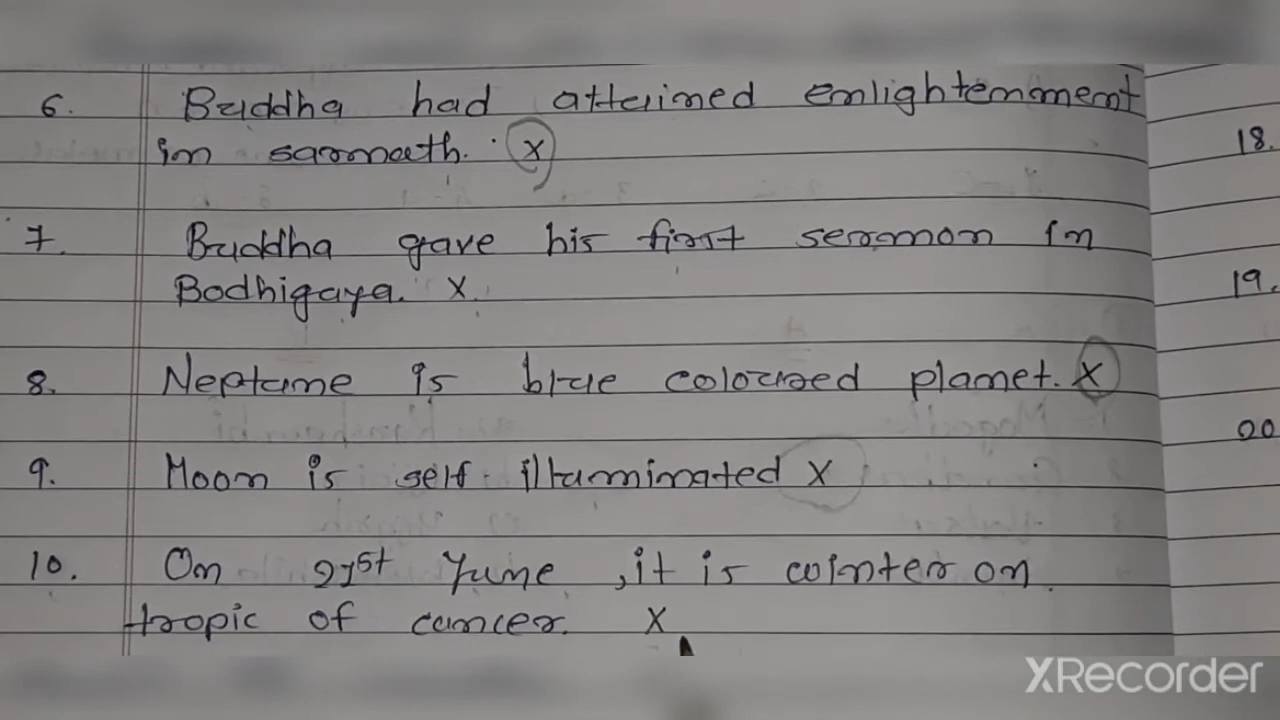 6. Buddha had attained enlightenment
in sarnath. X
18.
7. Buddha gave his first sermon in
Bodhigaya. X
19.
8. Neptune is blue coloured planet. X
20
9. Moon is self illuminated X
10. On 21st June, it is winter on
tropic of cancer. X
XRecorder